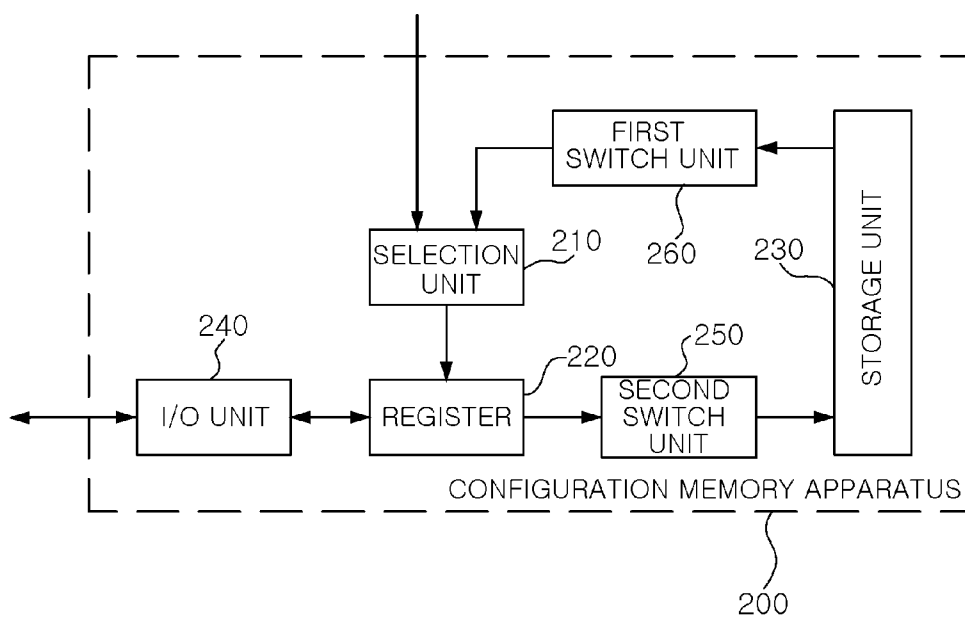 FIRST
SWITCH UNIT
260
SELECTION
UNIT
210
230
STORAGE UNIT
240
I/O UNIT
220
REGISTER
250
SECOND
SWITCH
UNIT
CONFIGURATION MEMORY APPARATUS
200